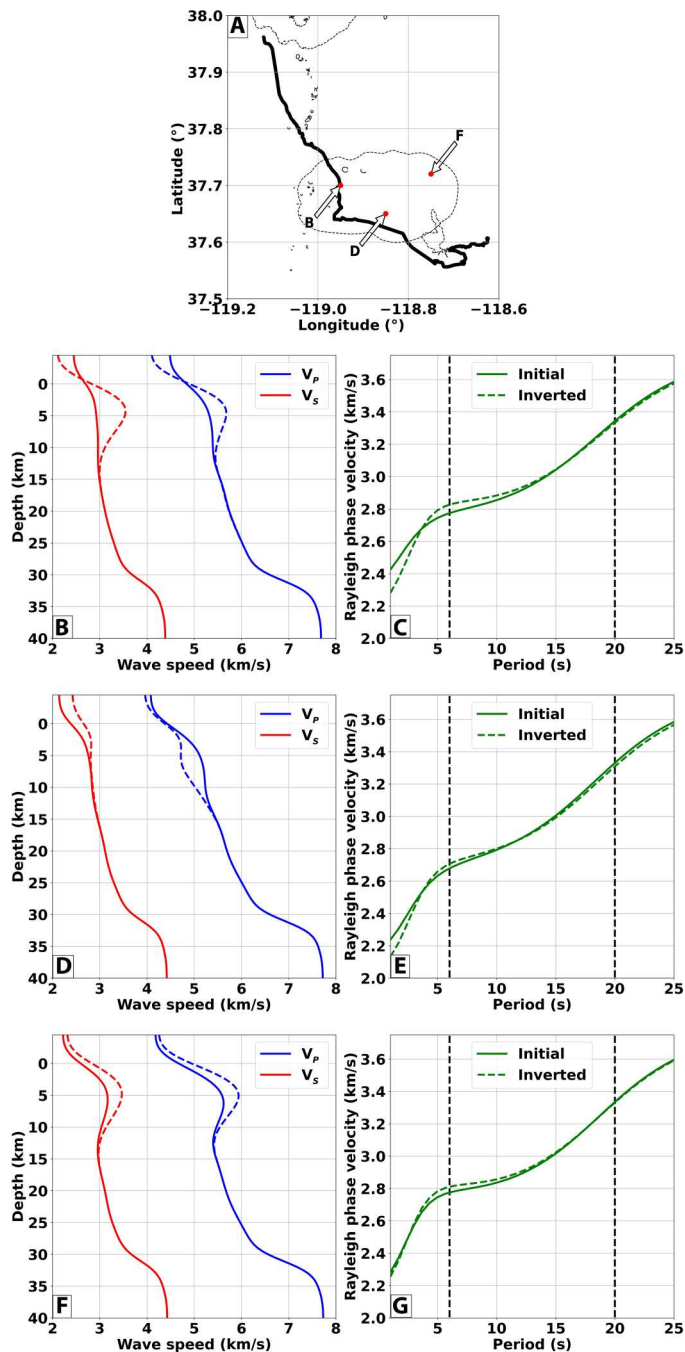 A
38.0
37.9
37.8
37.7
37.6
37.5
Latitude (°)
F
B
D
−119.2 −119.0 −118.8 −118.6
Longitude (°)
V_P
V_S
0
5
10
15
20
25
30
35
40
Depth (km)
B
2 3 4 5 6 7 8
Wave speed (km/s)
Initial
Inverted
3.6
3.4
3.2
3.0
2.8
2.6
2.4
2.2
2.0
Rayleigh phase velocity (km/s)
C
5 10 15 20 25
Period (s)
V_P
V_S
0
5
10
15
20
25
30
35
40
Depth (km)
D
2 3 4 5 6 7 8
Wave speed (km/s)
Initial
Inverted
3.6
3.4
3.2
3.0
2.8
2.6
2.4
2.2
2.0
Rayleigh phase velocity (km/s)
E
5 10 15 20 25
Period (s)
V_P
V_S
0
5
10
15
20
25
30
35
40
Depth (km)
F
2 3 4 5 6 7 8
Wave speed (km/s)
Initial
Inverted
3.6
3.4
3.2
3.0
2.8
2.6
2.4
2.2
2.0
Rayleigh phase velocity (km/s)
G
5 10 15 20 25
Period (s)